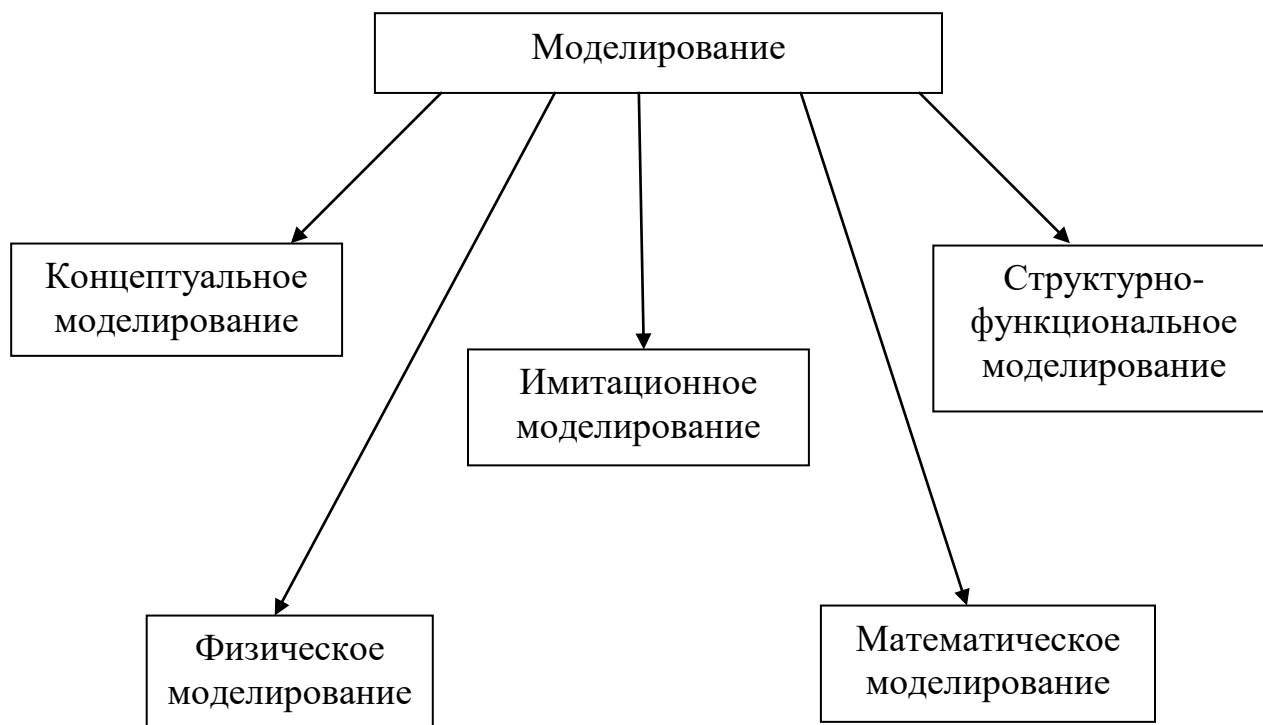 Моделирование
Концептуальное
моделирование
Структурно-
функциональное
моделирование
Имитационное
моделирование
Физическое
моделирование
Математическое
моделирование